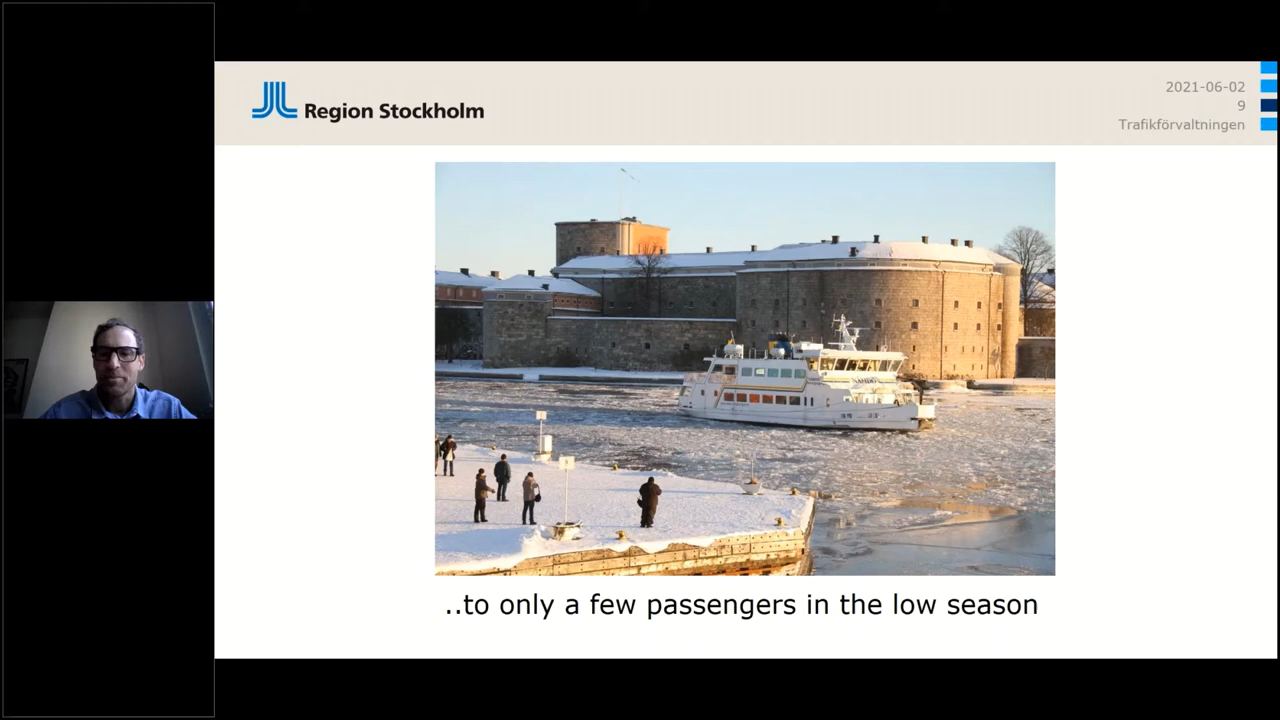 Region Stockholm
2021-06-02
9
Trafikförvaltningen
..to only a few passengers in the low season